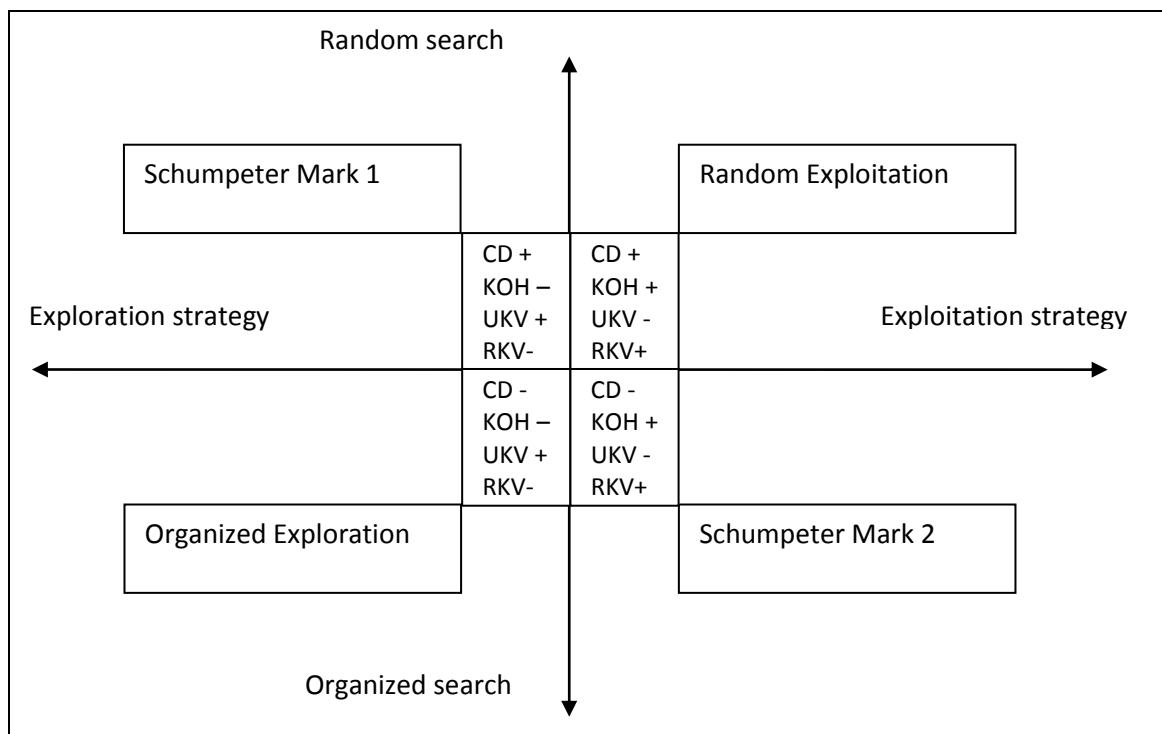 Random search
Schumpeter Mark 1
Random Exploitation
CD +
KOH –
UKV +
RKV-
CD +
KOH +
UKV -
RKV+
Exploration strategy
Exploitation strategy
CD -
KOH –
UKV +
RKV-
CD -
KOH +
UKV -
RKV+
Organized Exploration
Schumpeter Mark 2
Organized search